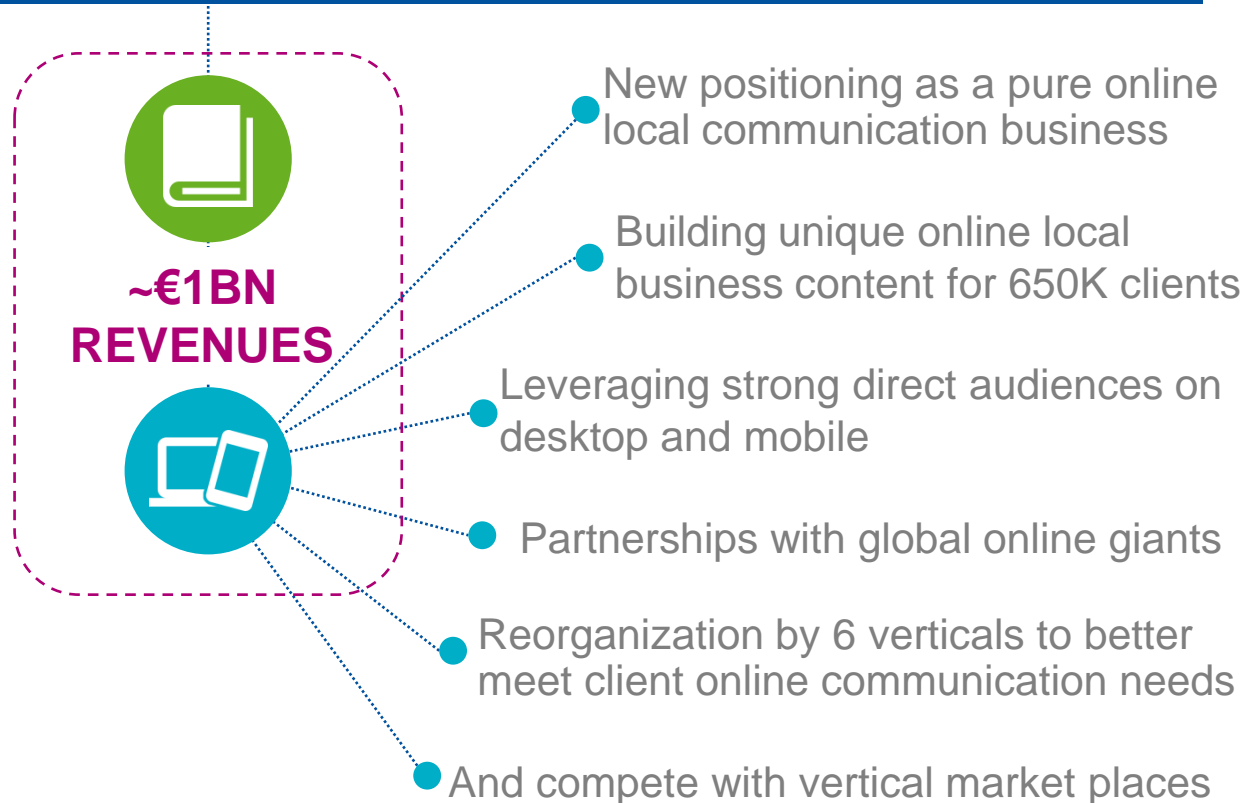 New positioning as a pure online
local communication business
Building unique online local
business content for 650K clients
~€1BN
REVENUES
Leveraging strong direct audiences on
desktop and mobile
Partnerships with global online giants
Reorganization by 6 verticals to better
meet client online communication needs
And compete with vertical market places